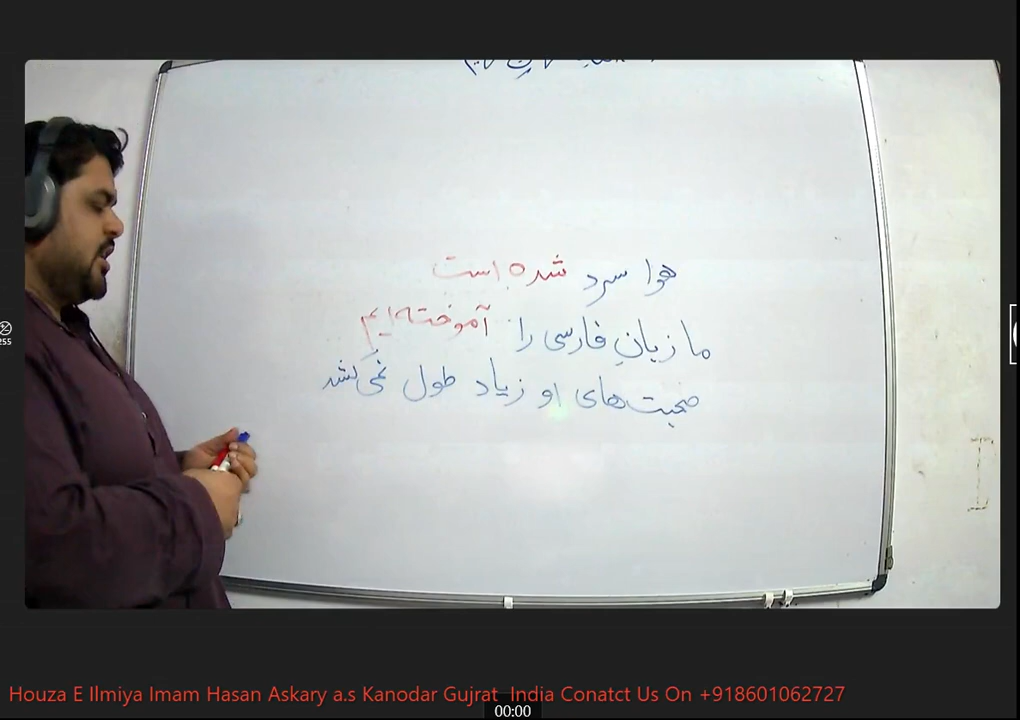 هوا سرد شده است
ما زبانِ فارسی را آموخته‌ایم
صحبت‌های او زیاد طول نمی‌کشد
255
Houza E Ilmiya Imam Hasan Askary a.s Kanodar Gujrat India Conatct Us On +918601062727
00:00